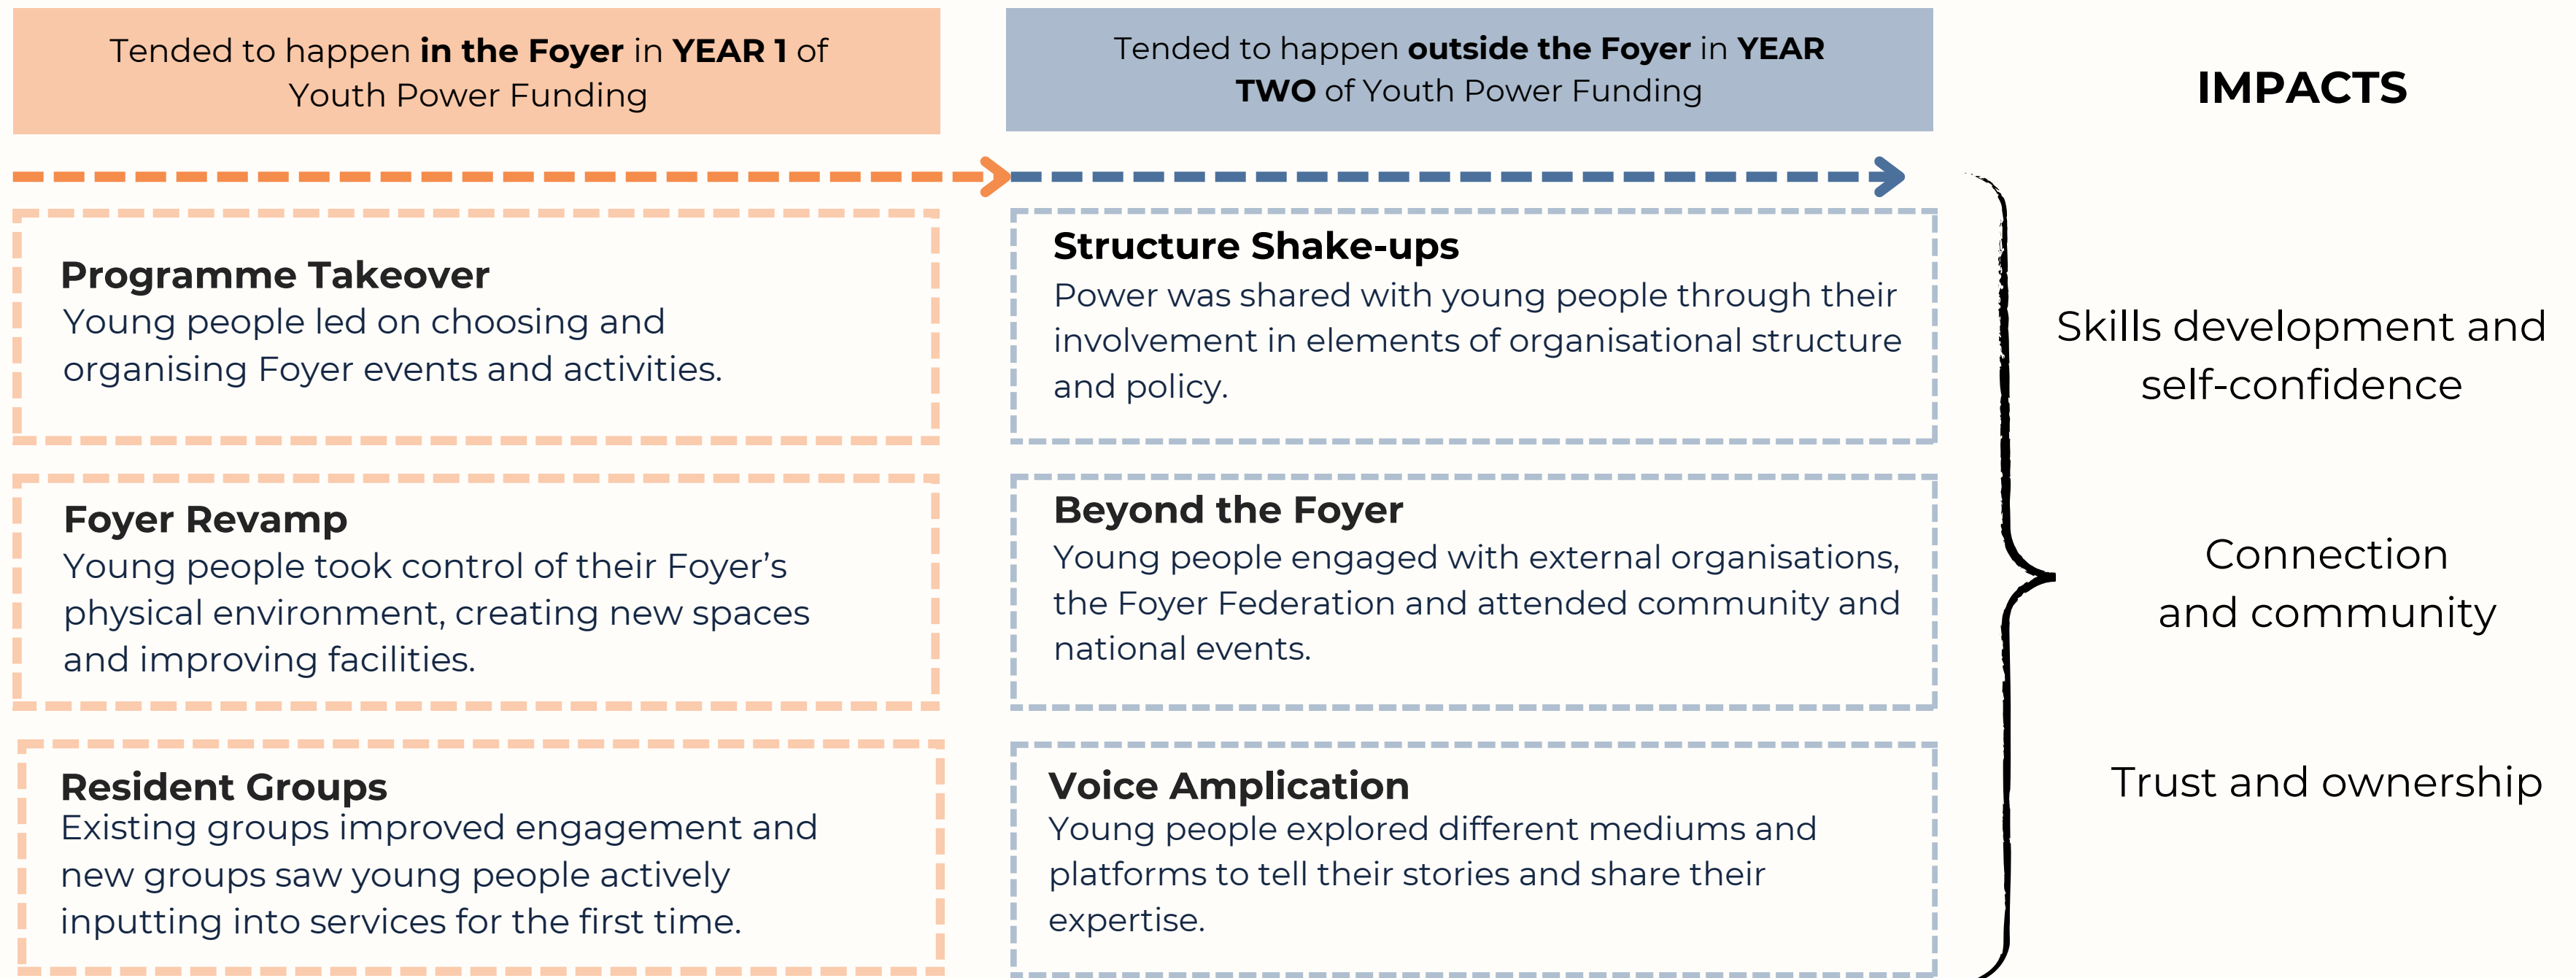 Tended to happen in the Foyer in YEAR 1 of
Youth Power Funding
Tended to happen outside the Foyer in YEAR
TWO of Youth Power Funding
IMPACTS
Programme Takeover
Young people led on choosing and
organising Foyer events and activities.
Structure Shake-ups
Power was shared with young people through their
involvement in elements of organisational structure
and policy.
Skills development and
self-confidence
Foyer Revamp
Young people took control of their Foyer’s
physical environment, creating new spaces
and improving facilities.
Beyond the Foyer
Young people engaged with external organisations,
the Foyer Federation and attended community and
national events.
Connection
and community
Resident Groups
Existing groups improved engagement and
new groups saw young people actively
inputting into services for the first time.
Voice Amplication
Young people explored different mediums and
platforms to tell their stories and share their
expertise.
Trust and ownership